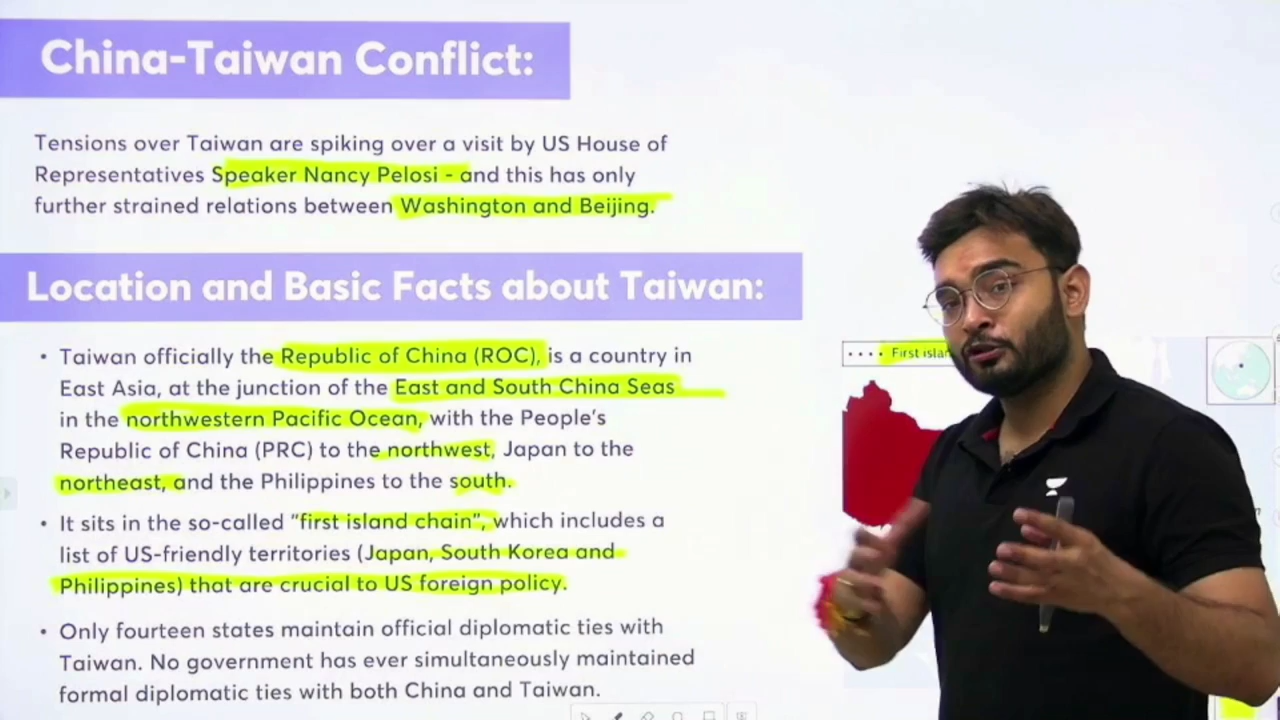 China-Taiwan Conflict:
Tensions over Taiwan are spiking over a visit by US House of
Representatives Speaker Nancy Pelosi - and this has only
further strained relations between Washington and Beijing.
Location and Basic Facts about Taiwan:
• Taiwan officially the Republic of China (ROC), is a country in
East Asia, at the junction of the East and South China Seas
in the northwestern Pacific Ocean, with the People's
Republic of China (PRC) to the northwest, Japan to the
northeast, and the Philippines to the south.
• It sits in the so-called "first island chain", which includes a
list of US-friendly territories (Japan, South Korea and
Philippines) that are crucial to US foreign policy.
• Only fourteen states maintain official diplomatic ties with
Taiwan. No government has ever simultaneously maintained
formal diplomatic ties with both China and Taiwan.
First